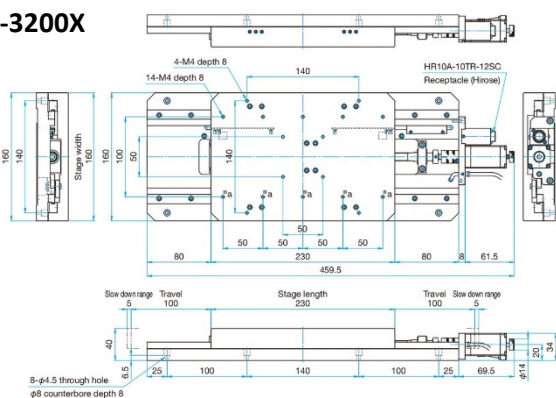 -3200X
4-M4 depth 8
14-M4 depth 8
140
HR10A-10TR-12SC
Receptacle (Hirose)
160
140
Stage width
160
160
100
50
140
a
a
a
a
a
50
50
50
50
50
80
230
80
8
61.5
459.5
Slow down range
Travel
Stage length
Travel
Slow down range
5
100
230
100
5
40
6.5
25
100
140
100
25
69.5
20
34
φ14
8-φ4.5 through hole
φ8 counterbore depth 8